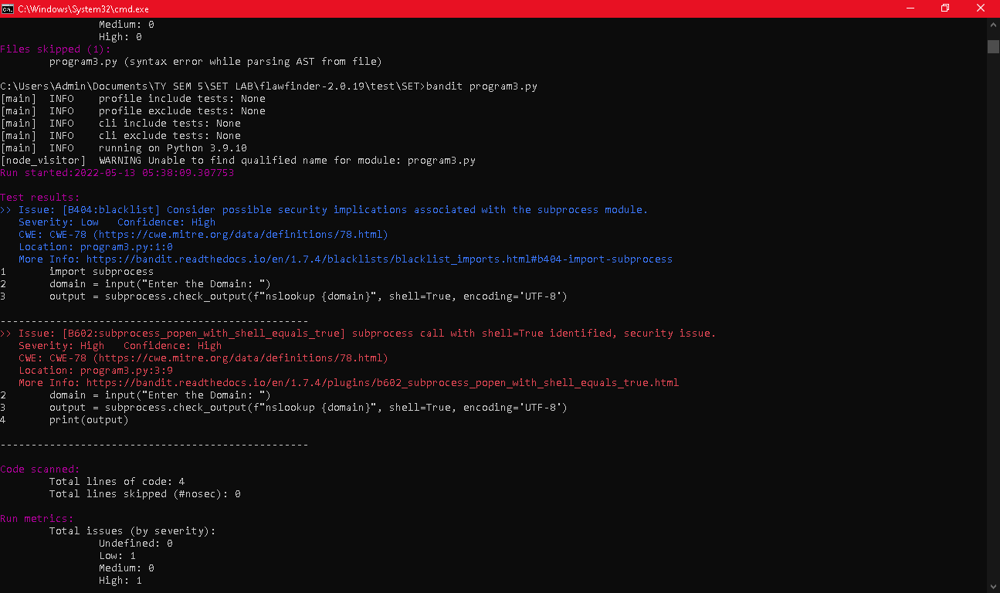 C:\Windows\System32\cmd.exe
Medium: 0
High: 0
Files skipped (1):
program3.py (syntax error while parsing AST from file)
C:\Users\Admin\Documents\TY SEM 5\SET LAB\flawfinder-2.0.19\test\SET>bandit program3.py
[main]  INFO    profile include tests: None
[main]  INFO    profile exclude tests: None
[main]  INFO    cli include tests: None
[main]  INFO    cli exclude tests: None
[main]  INFO    running on Python 3.9.10
[node_visitor]  WARNING Unable to find qualified name for module: program3.py
Run started:2022-05-13 05:38:09.307753
Test results:
>> Issue: [B404:blacklist] Consider possible security implications associated with the subprocess module.
Severity: Low   Confidence: High
CWE: CWE-78 (https://cwe.mitre.org/data/definitions/78.html)
Location: program3.py:1:0
More Info: https://bandit.readthedocs.io/en/1.7.4/blacklists/blacklist_imports.html#b404-import-subprocess
1       import subprocess
2       domain = input("Enter the Domain: ")
3       output = subprocess.check_output(f"nslookup {domain}", shell=True, encoding='UTF-8')
--------------------------------------------------
>> Issue: [B602:subprocess_popen_with_shell_equals_true] subprocess call with shell=True identified, security issue.
Severity: High   Confidence: High
CWE: CWE-78 (https://cwe.mitre.org/data/definitions/78.html)
Location: program3.py:3:9
More Info: https://bandit.readthedocs.io/en/1.7.4/plugins/b602_subprocess_popen_with_shell_equals_true.html
2       domain = input("Enter the Domain: ")
3       output = subprocess.check_output(f"nslookup {domain}", shell=True, encoding='UTF-8')
4       print(output)
--------------------------------------------------
Code scanned:
Total lines of code: 4
Total lines skipped (#nosec): 0
Run metrics:
Total issues (by severity):
Undefined: 0
Low: 1
Medium: 0
High: 1